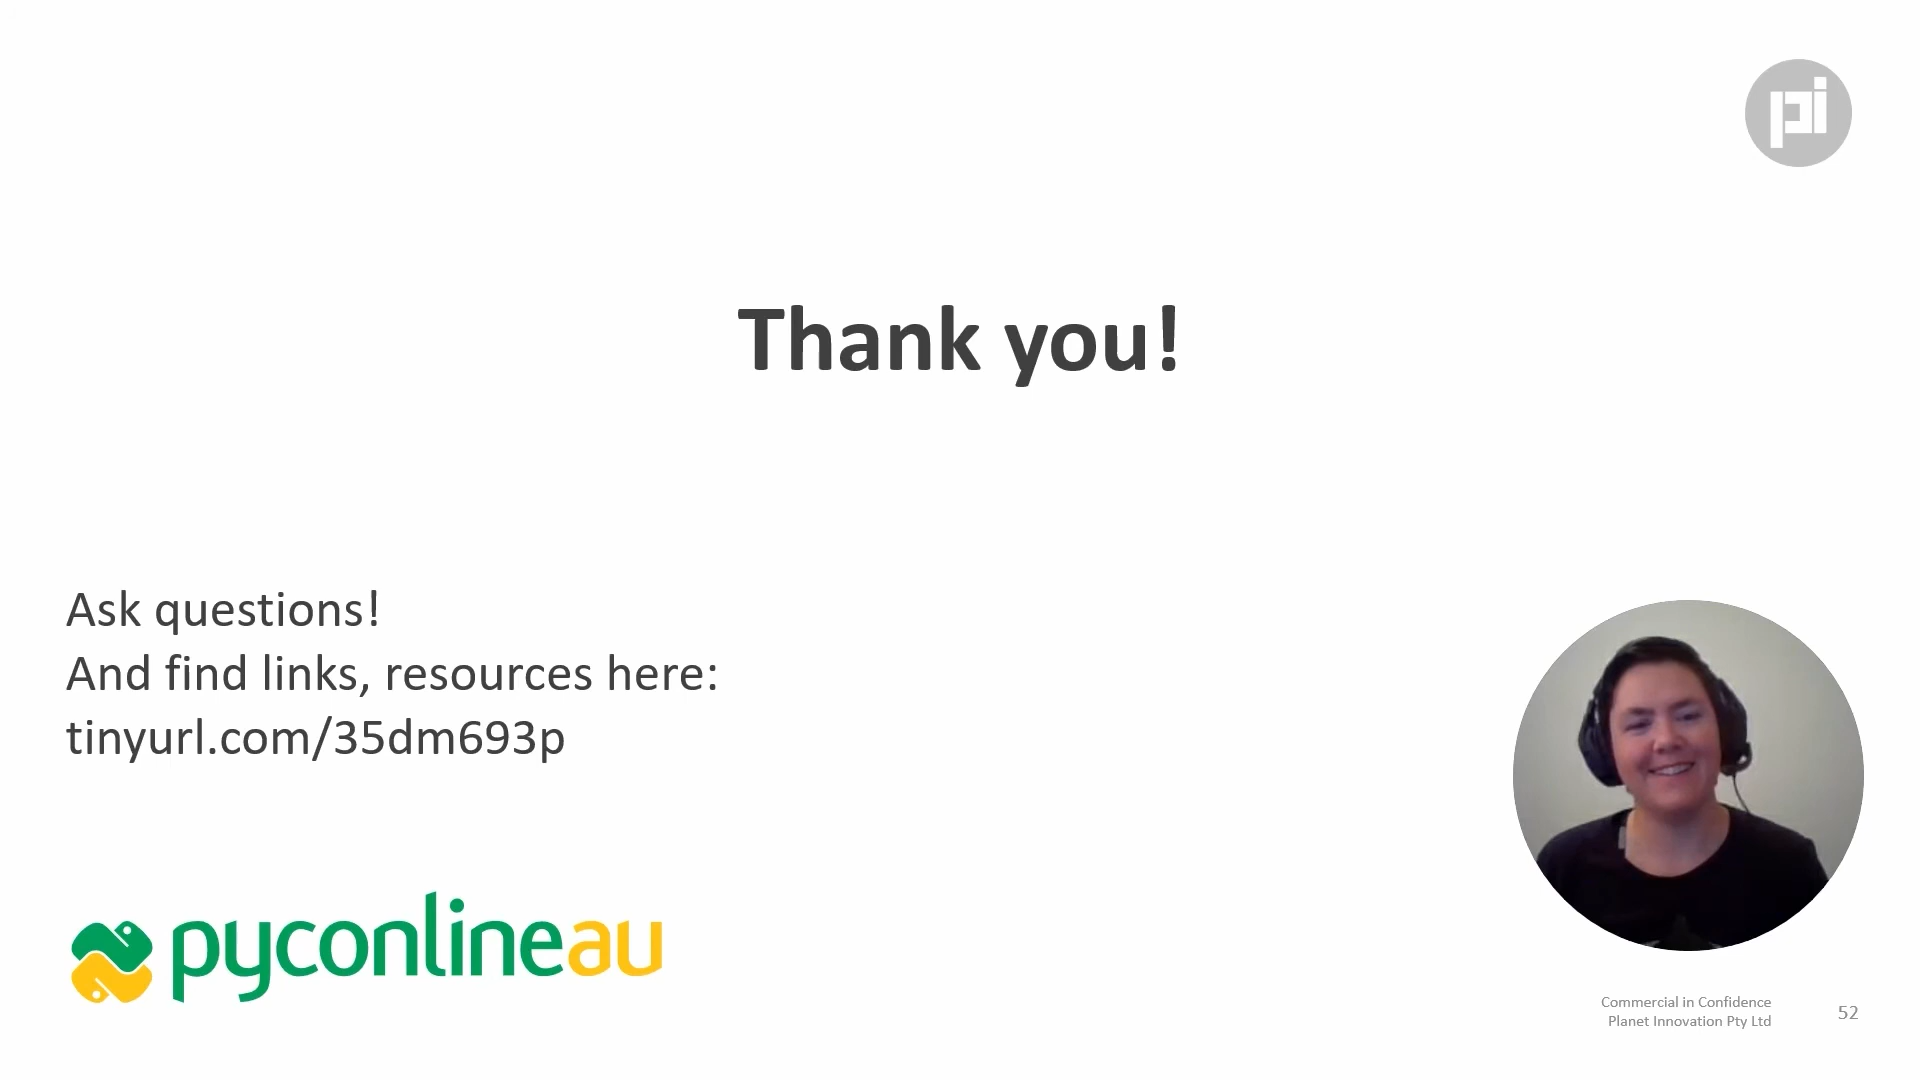 pi
Thank you!
Ask questions!
And find links, resources here:
tinyurl.com/35dm693p
pyconlineau
Commercial in Confidence
Planet Innovation Pty Ltd
52